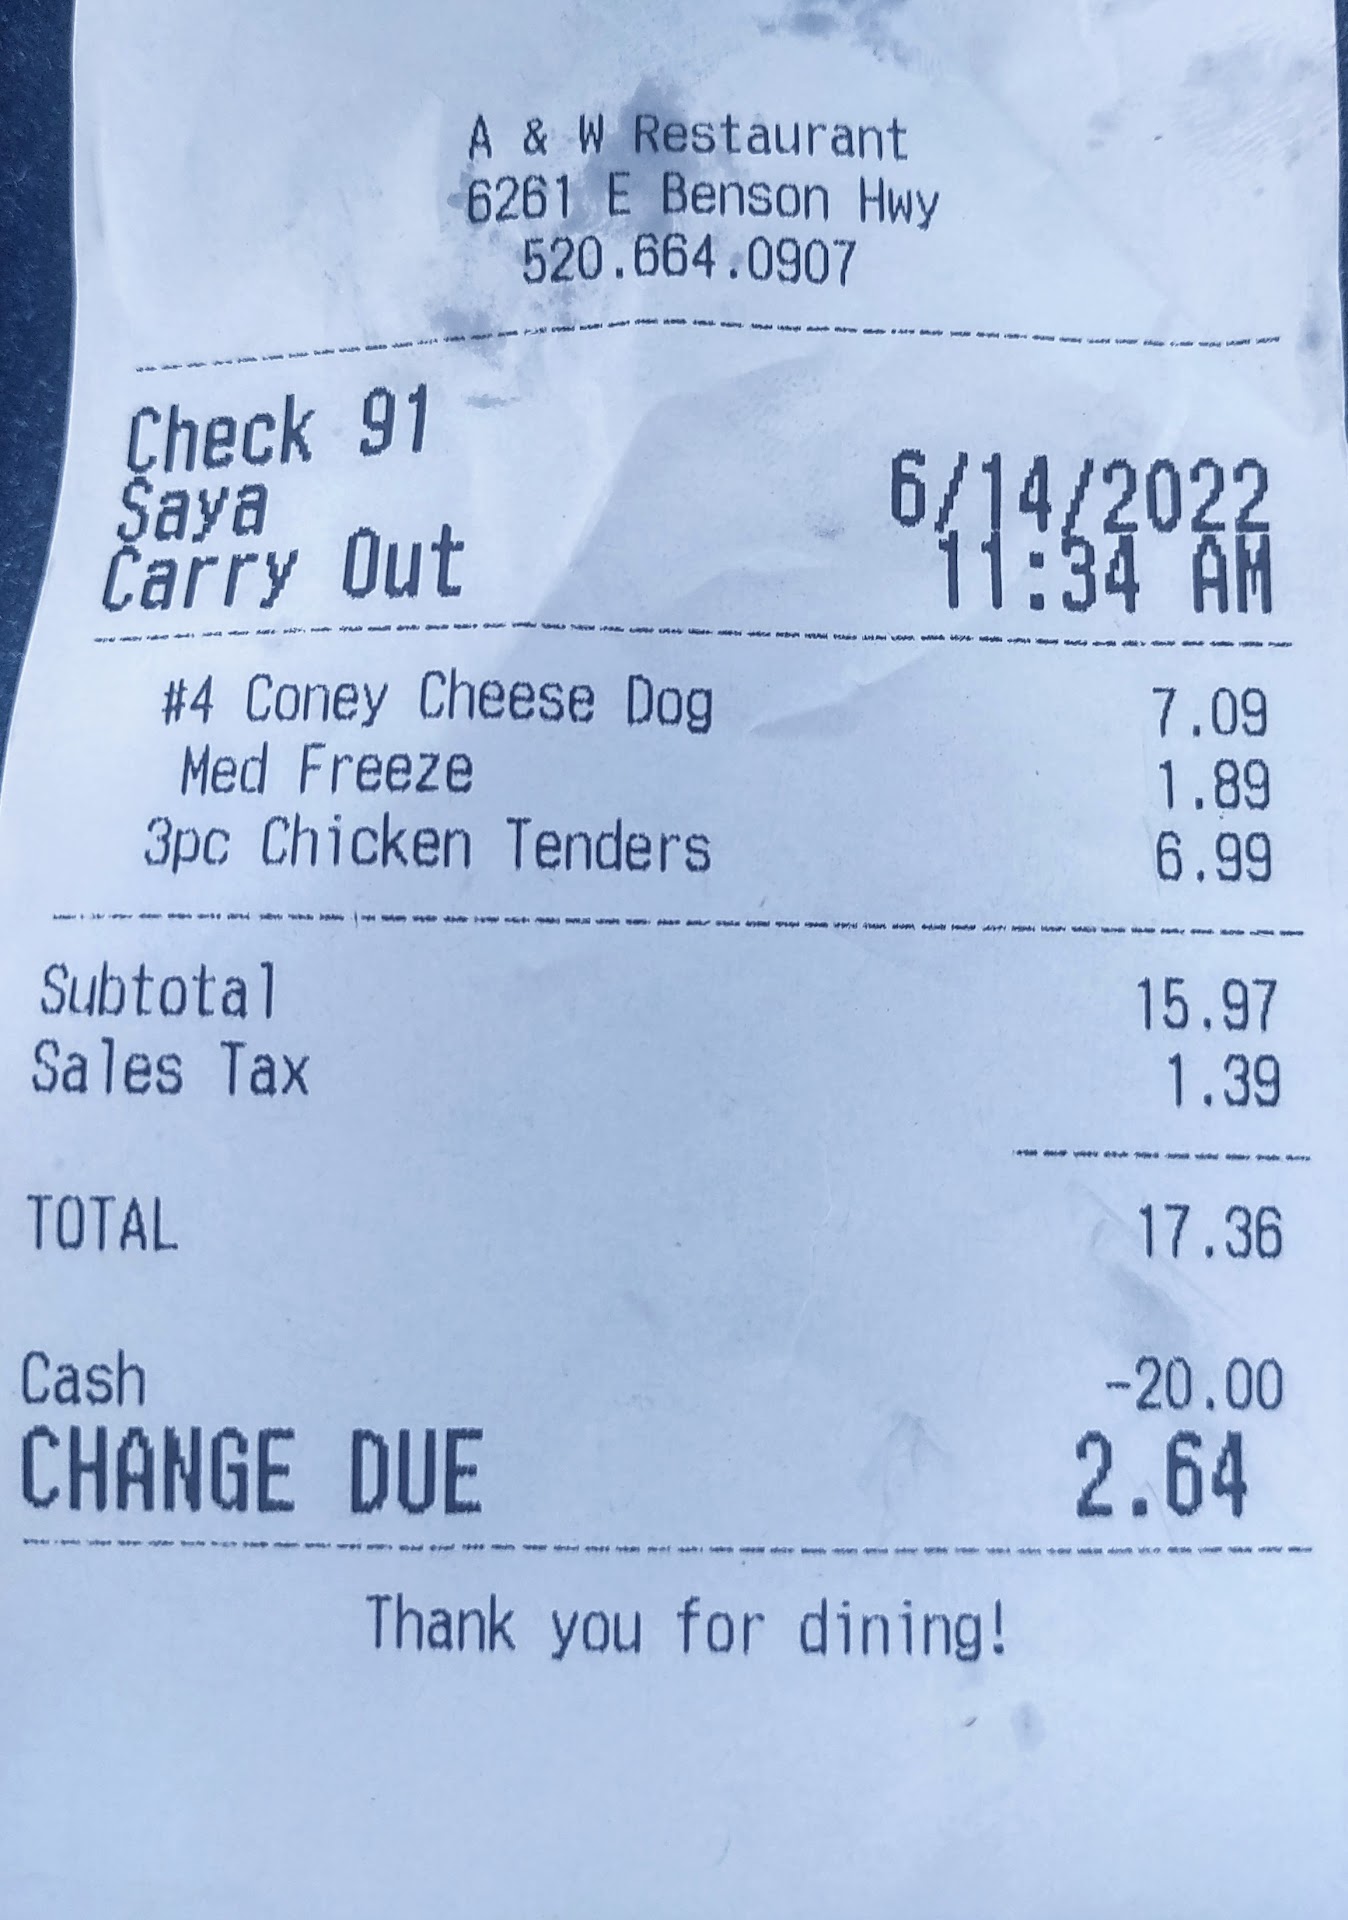 A & W Restaurant
6261 E Benson Hwy
520.664.0907
Check 91
Saya 6/14/2022
Carry Out 11:34 AM
#4 Coney Cheese Dog 7.09
Med Freeze 1.89
3pc Chicken Tenders 6.99
Subtotal 15.97
Sales Tax 1.39
TOTAL 17.36
Cash -20.00
CHANGE DUE 2.64
Thank you for dining!